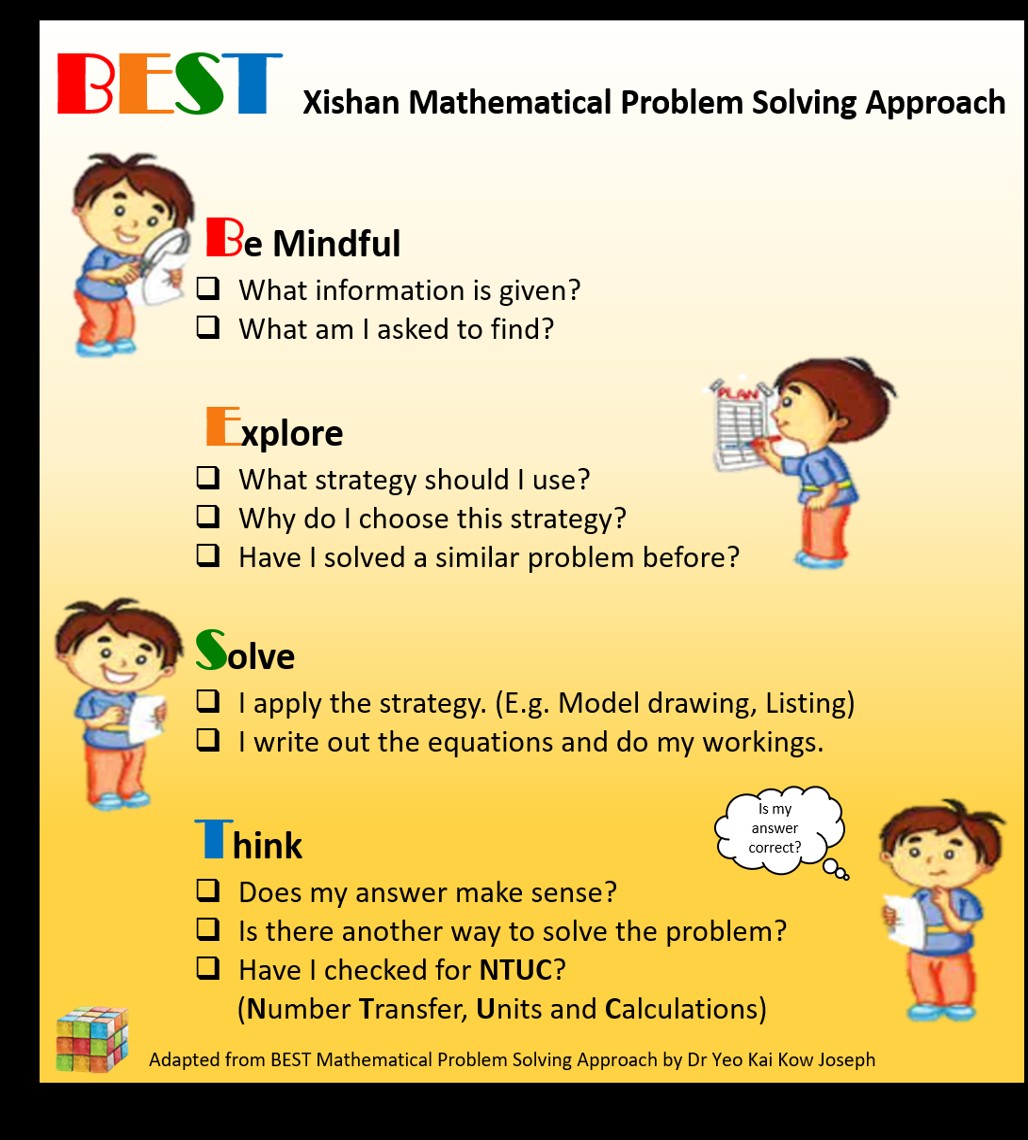 BEST Xishan Mathematical Problem Solving Approach
Be Mindful
❑ What information is given?
❑ What am I asked to find?
PLAN
Explore
❑ What strategy should I use?
❑ Why do I choose this strategy?
❑ Have I solved a similar problem before?
Solve
❑ I apply the strategy. (E.g. Model drawing, Listing)
❑ I write out the equations and do my workings.
Is my
answer
correct?
Think
❑ Does my answer make sense?
❑ Is there another way to solve the problem?
❑ Have I checked for NTUC?
(Number Transfer, Units and Calculations)
Adapted from BEST Mathematical Problem Solving Approach by Dr Yeo Kai Kow Joseph